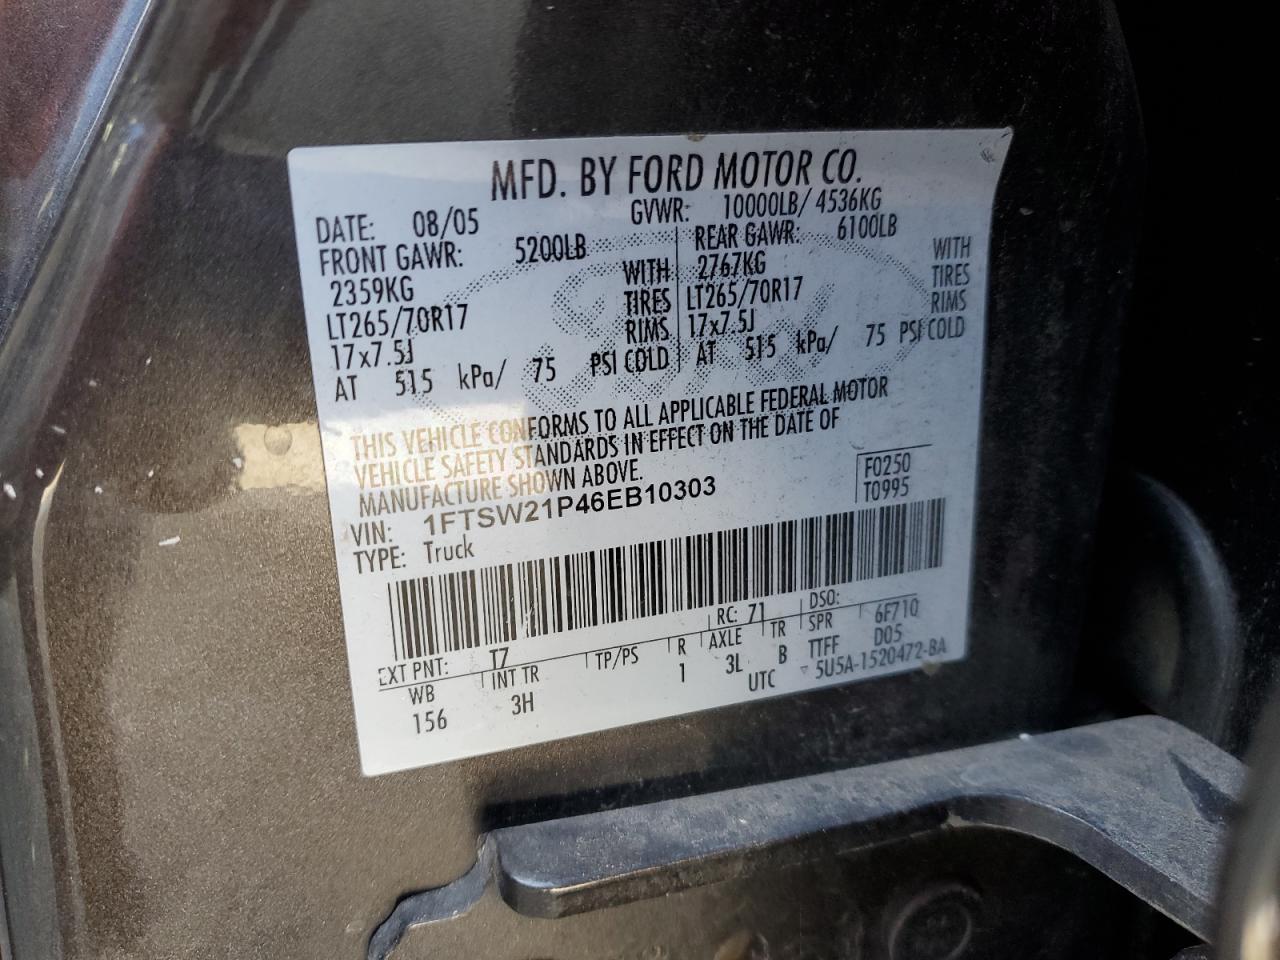 MFD. BY FORD MOTOR CO.
DATE: 08/05 GVWR: 10000LB/ 4536KG
FRONT GAWR: 5200LB REAR GAWR: 6100LB
2359KG WITH 2767KG WITH
LT265/70R17 TIRES LT265/70R17 TIRES
17x7.5J RIMS 17x7.5J RIMS
AT 515 kPa/ 75 PSI COLD AT 515 kPa/ 75 PSI COLD
THIS VEHICLE CONFORMS TO ALL APPLICABLE FEDERAL MOTOR
VEHICLE SAFETY STANDARDS IN EFFECT ON THE DATE OF
MANUFACTURE SHOWN ABOVE.
F0250
VIN: 1FTSW21P46EB10303 T0995
TYPE: Truck
EXT PNT: T7 RC: 71 DSO:
WB INT TR TP/PS R AXLE TR SPR 6F710
156 3H 1 3L B TTFF D05
UTC ▽ 5U5A-1520472-BA